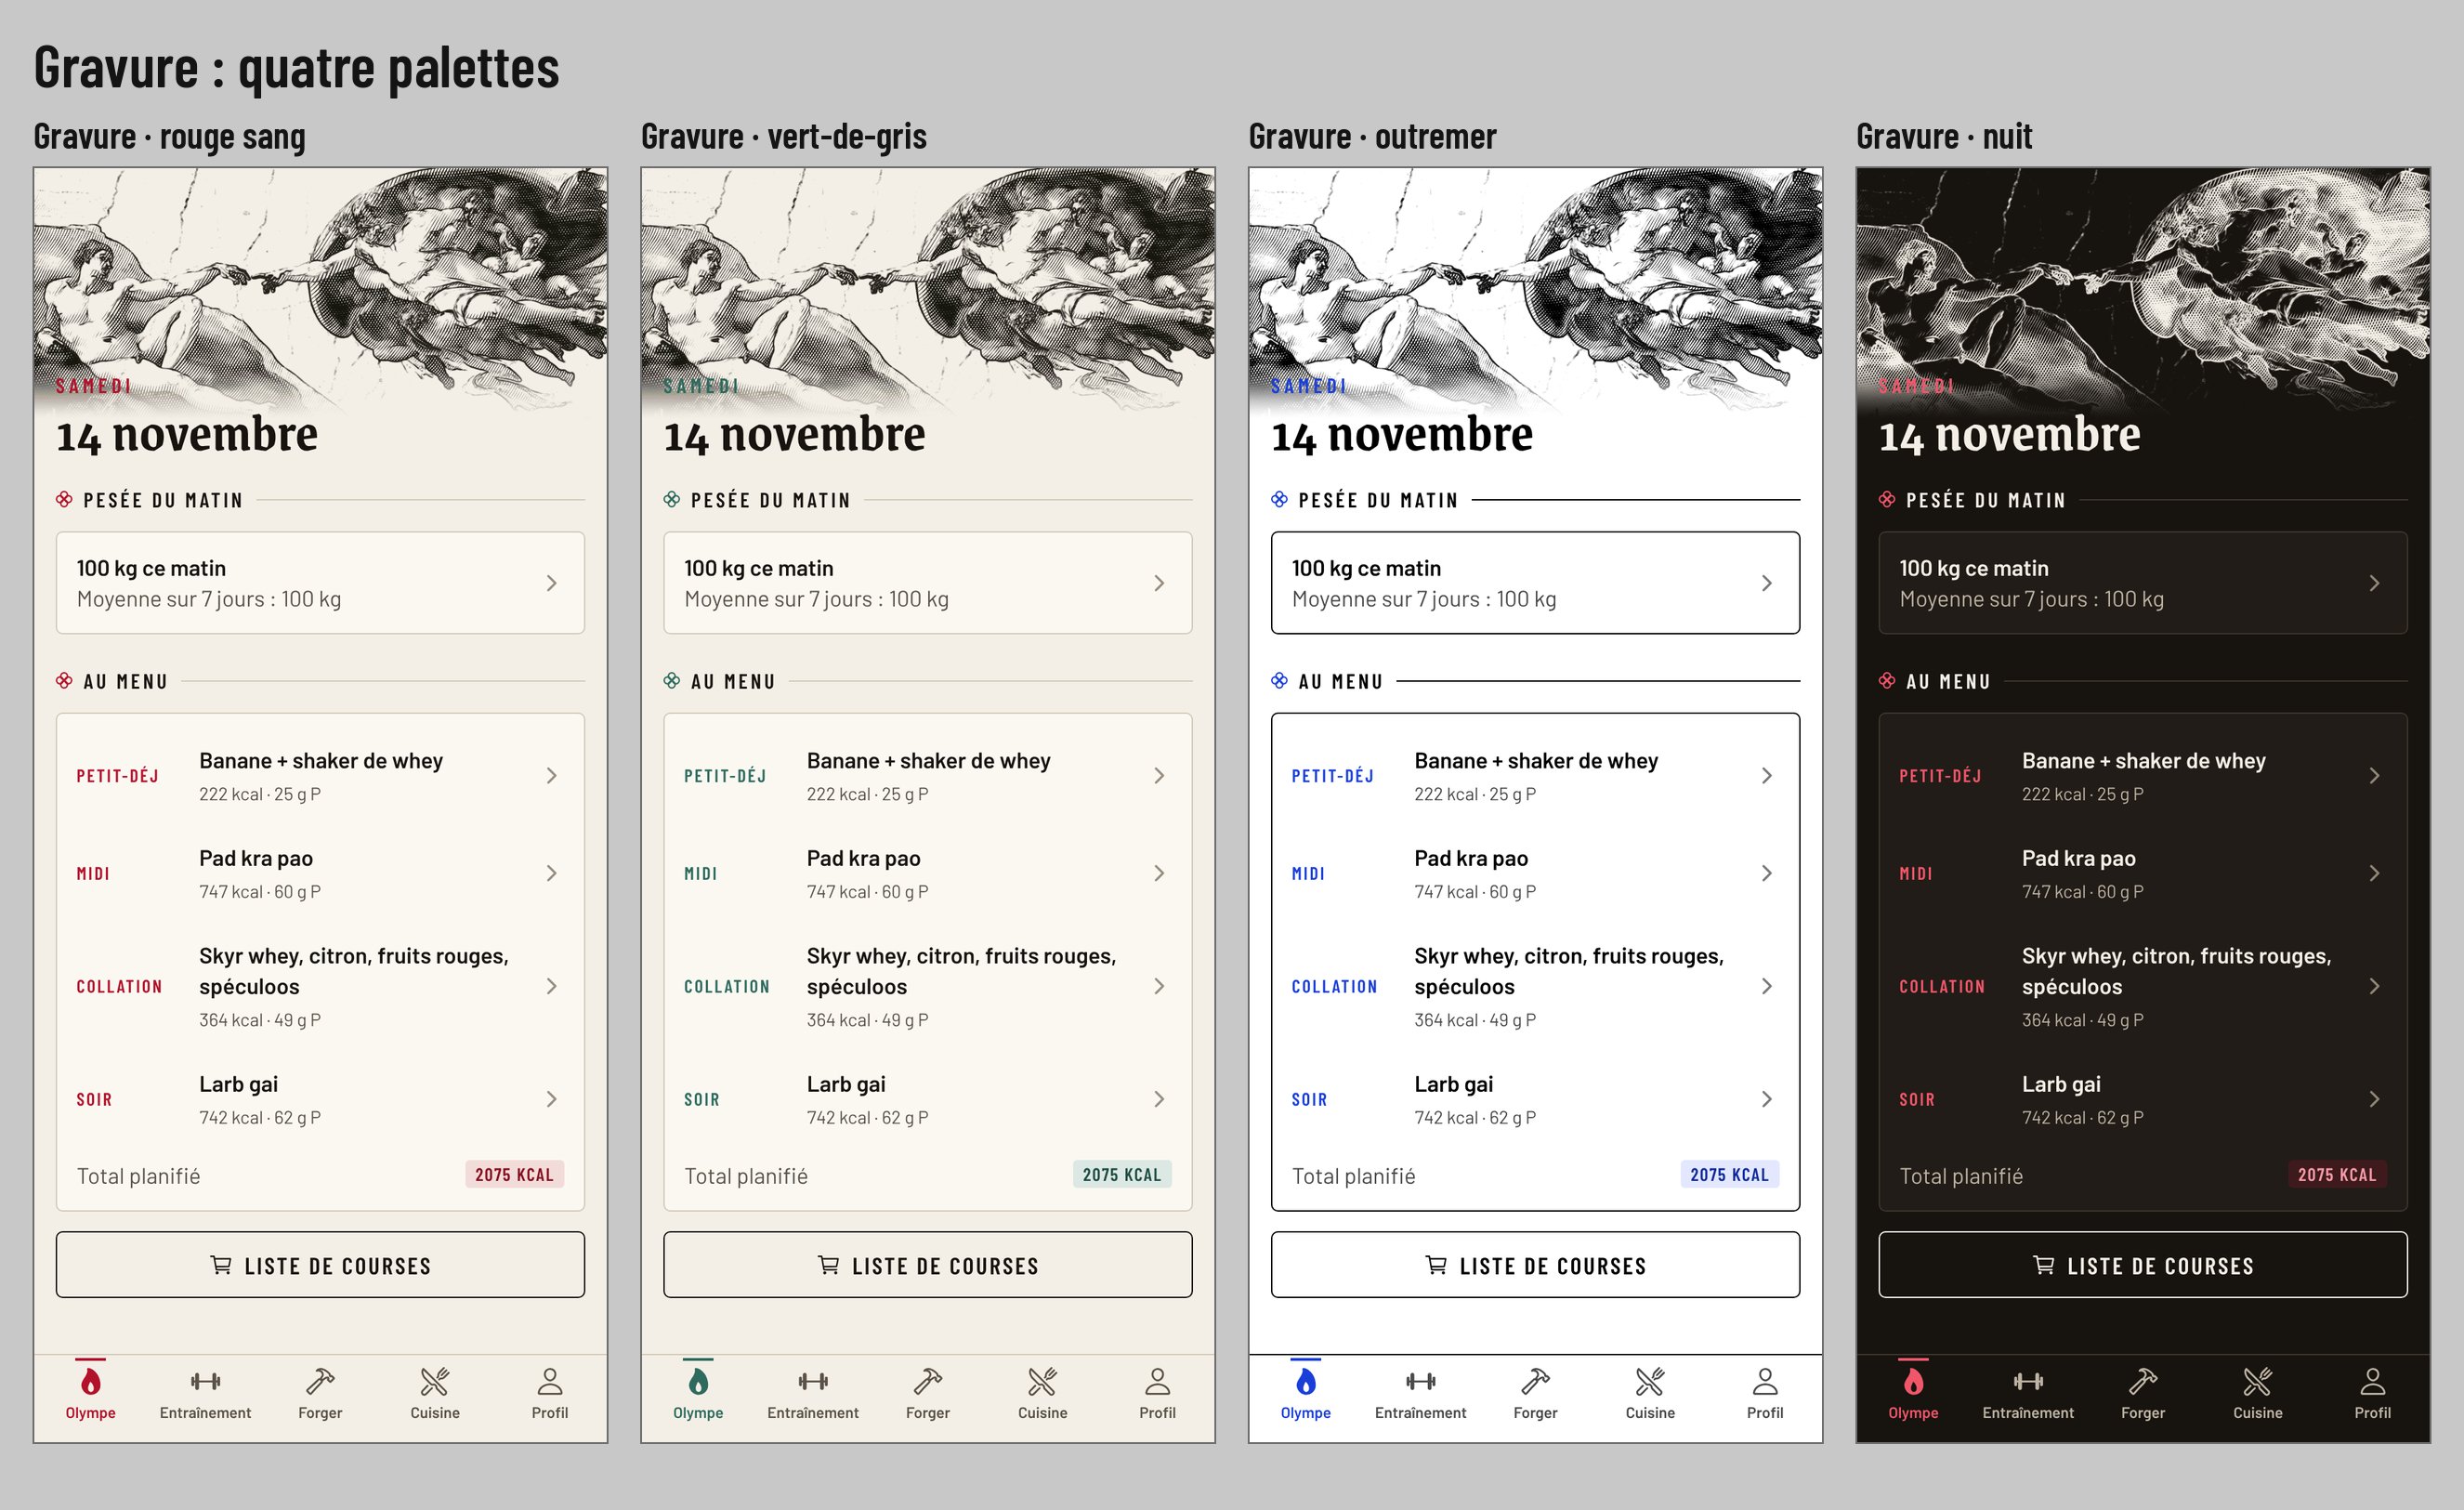 Gravure : quatre palettes
Gravure · rouge sang
SAMEDI
14 novembre
PESÉE DU MATIN
100 kg ce matin
Moyenne sur 7 jours : 100 kg
AU MENU
PETIT-DÉJ
Banane + shaker de whey
222 kcal · 25 g P
MIDI
Pad kra pao
747 kcal · 60 g P
COLLATION
Skyr whey, citron, fruits rouges,
spéculoos
364 kcal · 49 g P
SOIR
Larb gai
742 kcal · 62 g P
Total planifié
2075 KCAL
LISTE DE COURSES
Olympe
Entraînement
Forger
Cuisine
Profil
Gravure · vert-de-gris
SAMEDI
14 novembre
PESÉE DU MATIN
100 kg ce matin
Moyenne sur 7 jours : 100 kg
AU MENU
PETIT-DÉJ
Banane + shaker de whey
222 kcal · 25 g P
MIDI
Pad kra pao
747 kcal · 60 g P
COLLATION
Skyr whey, citron, fruits rouges,
spéculoos
364 kcal · 49 g P
SOIR
Larb gai
742 kcal · 62 g P
Total planifié
2075 KCAL
LISTE DE COURSES
Olympe
Entraînement
Forger
Cuisine
Profil
Gravure · outremer
SAMEDI
14 novembre
PESÉE DU MATIN
100 kg ce matin
Moyenne sur 7 jours : 100 kg
AU MENU
PETIT-DÉJ
Banane + shaker de whey
222 kcal · 25 g P
MIDI
Pad kra pao
747 kcal · 60 g P
COLLATION
Skyr whey, citron, fruits rouges,
spéculoos
364 kcal · 49 g P
SOIR
Larb gai
742 kcal · 62 g P
Total planifié
2075 KCAL
LISTE DE COURSES
Olympe
Entraînement
Forger
Cuisine
Profil
Gravure · nuit
SAMEDI
14 novembre
PESÉE DU MATIN
100 kg ce matin
Moyenne sur 7 jours : 100 kg
AU MENU
PETIT-DÉJ
Banane + shaker de whey
222 kcal · 25 g P
MIDI
Pad kra pao
747 kcal · 60 g P
COLLATION
Skyr whey, citron, fruits rouges,
spéculoos
364 kcal · 49 g P
SOIR
Larb gai
742 kcal · 62 g P
Total planifié
2075 KCAL
LISTE DE COURSES
Olympe
Entraînement
Forger
Cuisine
Profil